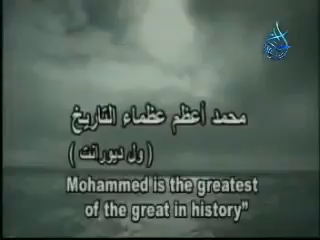 محمد أعظم عظماء التاريخ
( ول ديورانت )
Mohammed is the greatest
of the great in history"